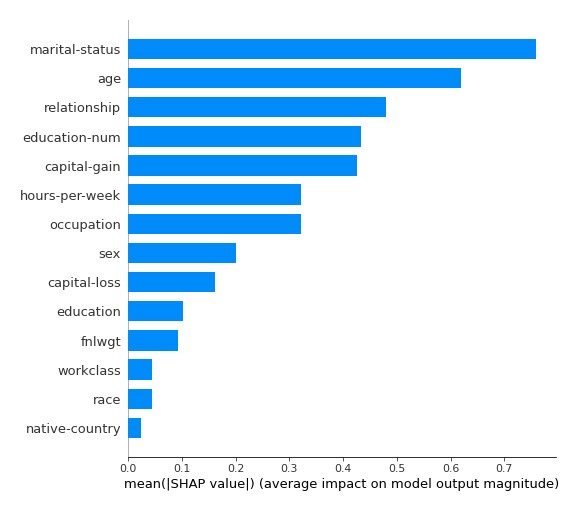 marital-status
age
relationship
education-num
capital-gain
hours-per-week
occupation
sex
capital-loss
education
fnlwgt
workclass
race
native-country
0.0 0.1 0.2 0.3 0.4 0.5 0.6 0.7
mean(|SHAP value|) (average impact on model output magnitude)